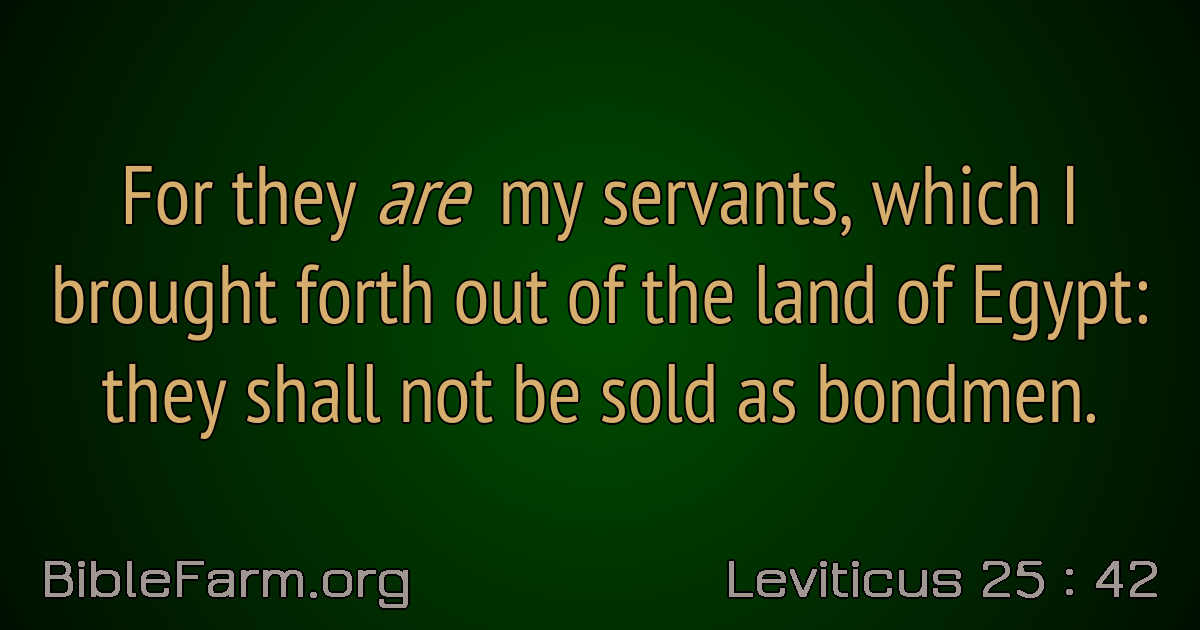 For they are my servants, which I
brought forth out of the land of Egypt:
they shall not be sold as bondmen.
BibleFarm.org
Leviticus 25 : 42